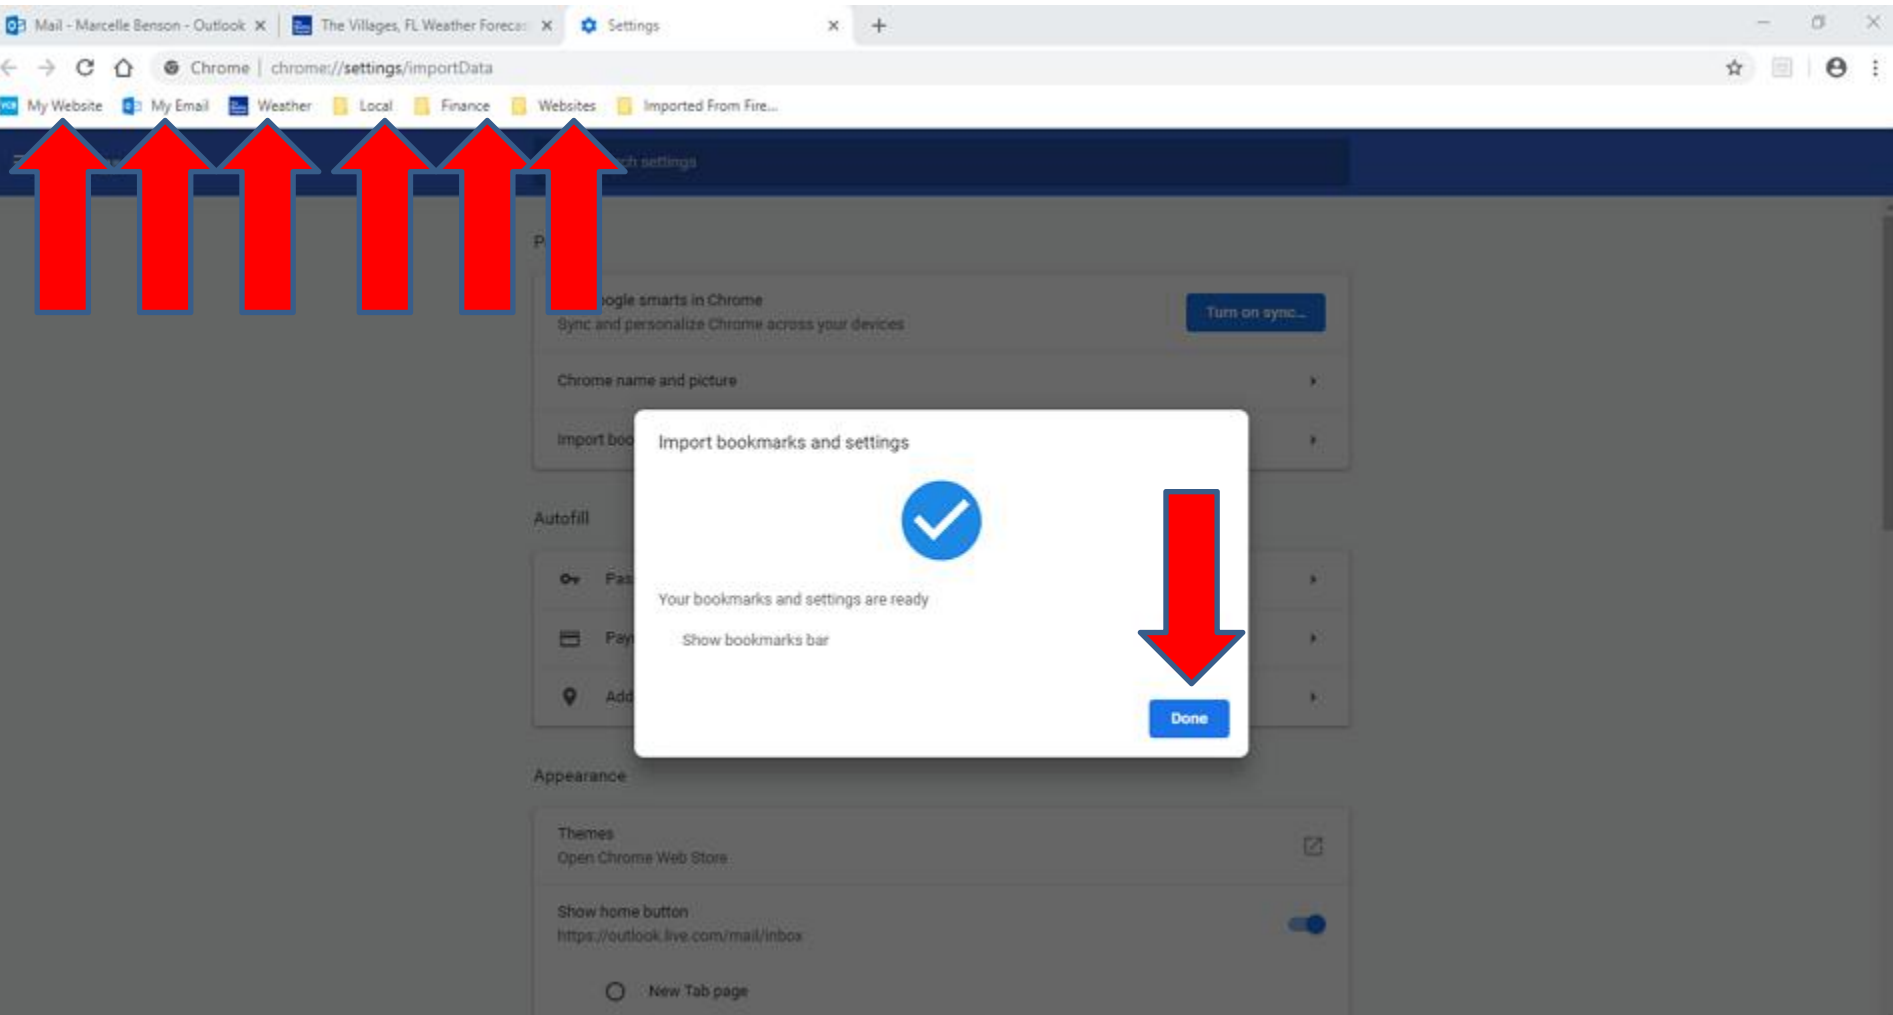 Mail - Marcelle Benson - Outlook
The Villages, FL Weather Forecas
Settings
Chrome | chrome://settings/importData
My Website My Email Weather Local Finance Websites Imported From Fire...
settings
smarts in Chrome
Sync and personalize Chrome across your devices
Turn on sync...
Chrome name and picture
Import boo
Import bookmarks and settings
Autofill
Pas
Your bookmarks and settings are ready
Pay
Show bookmarks bar
Add
Done
Appearance
Themes
Open Chrome Web Store
Show home button
https://outlook.live.com/mail/inbox
New Tab page